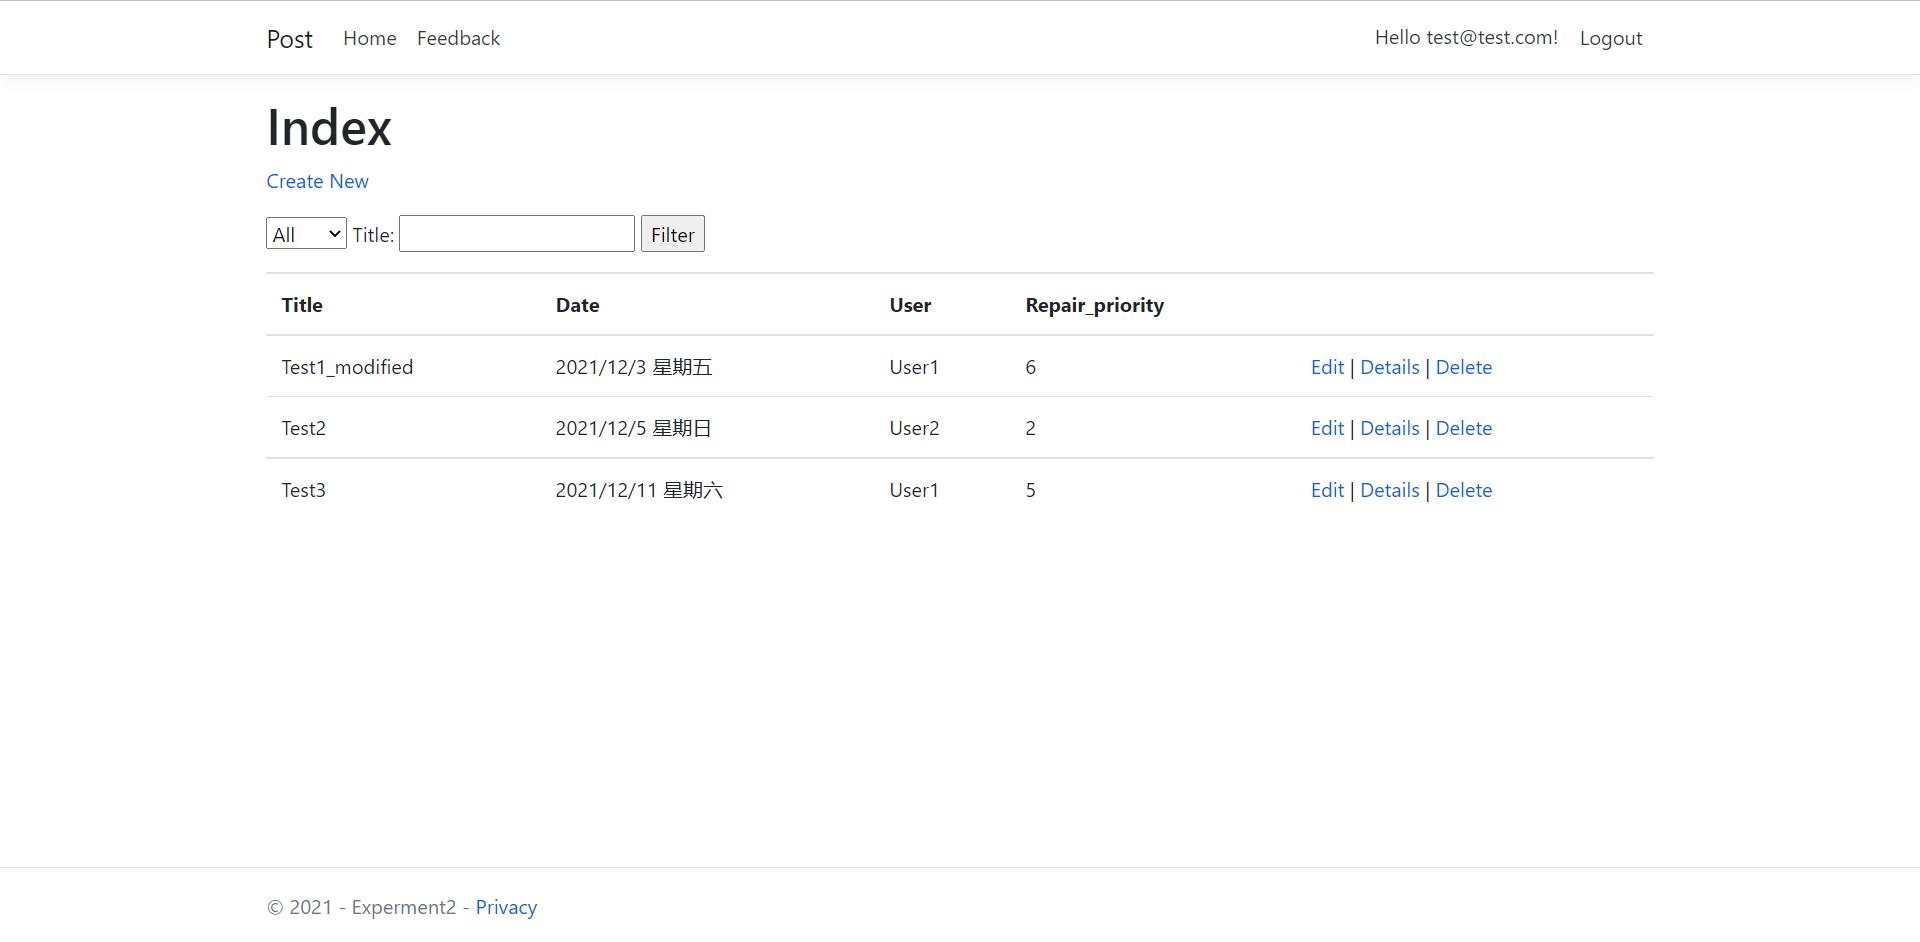 Post Home Feedback Hello test@test.com! Logout
Index
Create New
All Title: Filter
Title Date User Repair_priority
Test1_modified 2021/12/3 星期五 User1 6 Edit | Details | Delete
Test2 2021/12/5 星期日 User2 2 Edit | Details | Delete
Test3 2021/12/11 星期六 User1 5 Edit | Details | Delete
© 2021 - Experment2 - Privacy